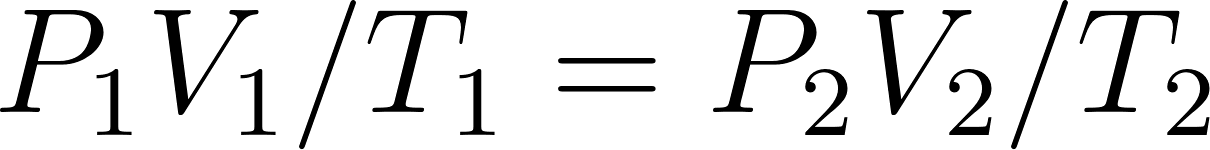 P₁V₁/T₁ = P₂V₂/T₂